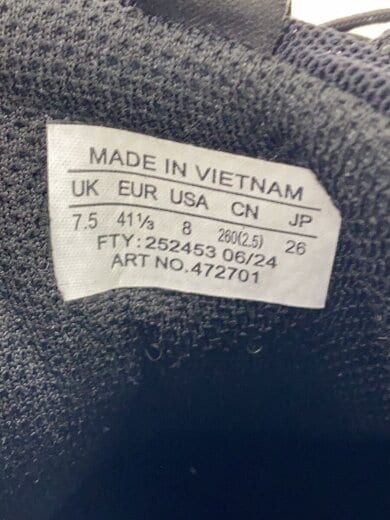 MADE IN VIETNAM
UK EUR USA CN JP
7.5 41⅓ 8 260(2.5) 26
FTY: 252453 06/24
ART NO.472701